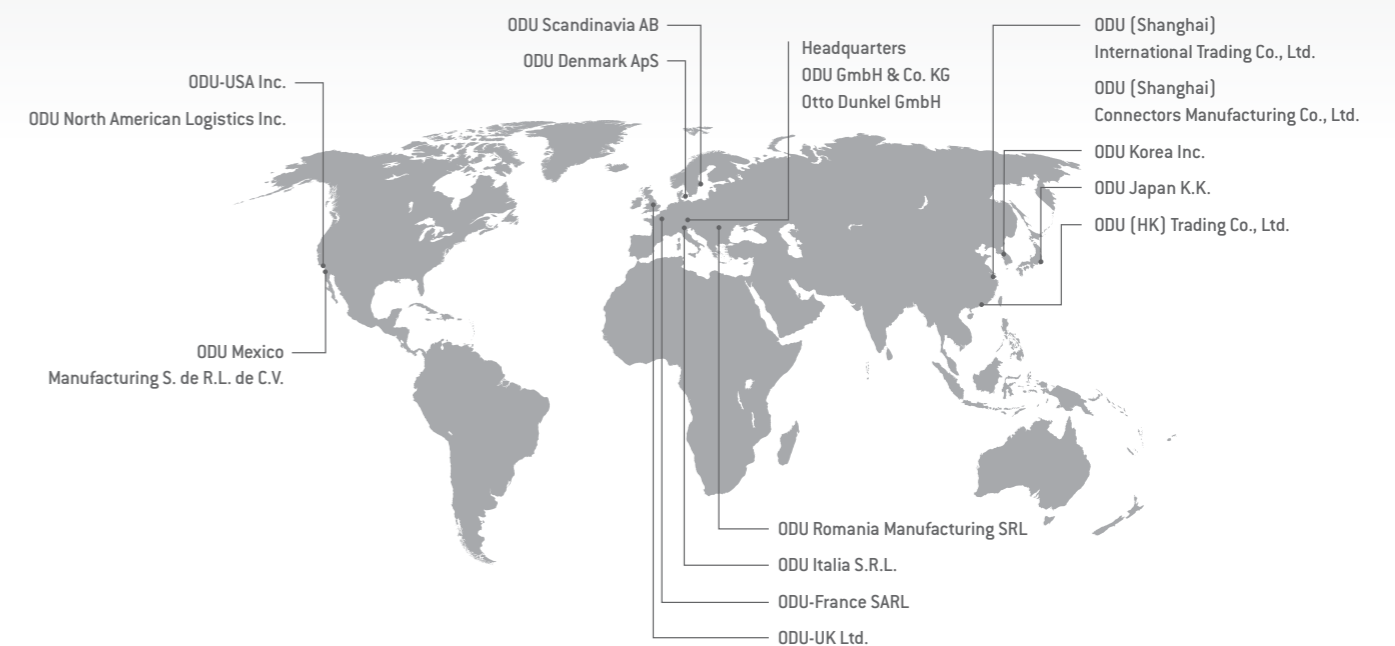 ODU Scandinavia AB
ODU Denmark ApS
ODU-USA Inc.
ODU North American Logistics Inc.
ODU Mexico
Manufacturing S. de R.L. de C.V.
Headquarters
ODU GmbH & Co. KG
Otto Dunkel GmbH
ODU (Shanghai)
International Trading Co., Ltd.
ODU (Shanghai)
Connectors Manufacturing Co., Ltd.
ODU Korea Inc.
ODU Japan K.K.
ODU (HK) Trading Co., Ltd.
ODU Romania Manufacturing SRL
ODU Italia S.R.L.
ODU-France SARL
ODU-UK Ltd.